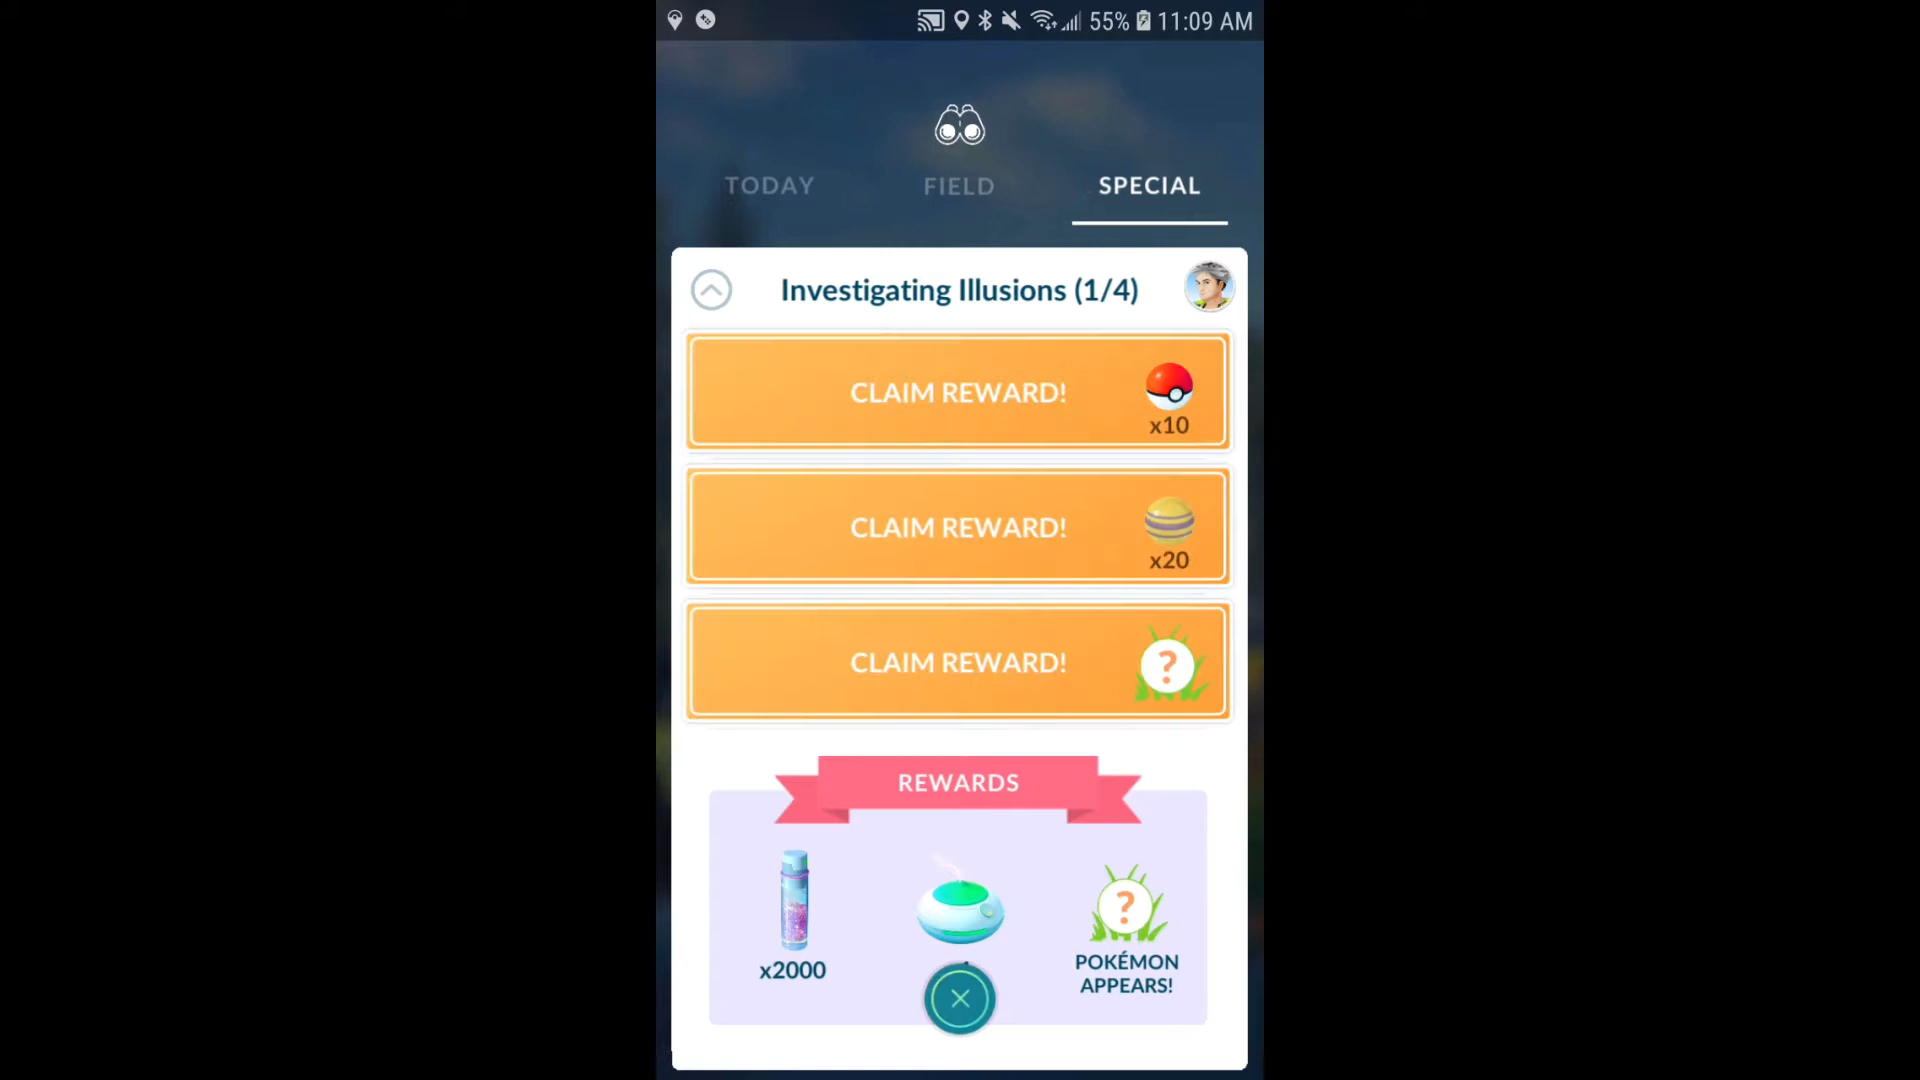 55% 11:09 AM
TODAY FIELD SPECIAL
Investigating Illusions (1/4)
CLAIM REWARD!
x10
CLAIM REWARD!
x20
CLAIM REWARD!
?
REWARDS
?
x2000
POKÉMON
APPEARS!